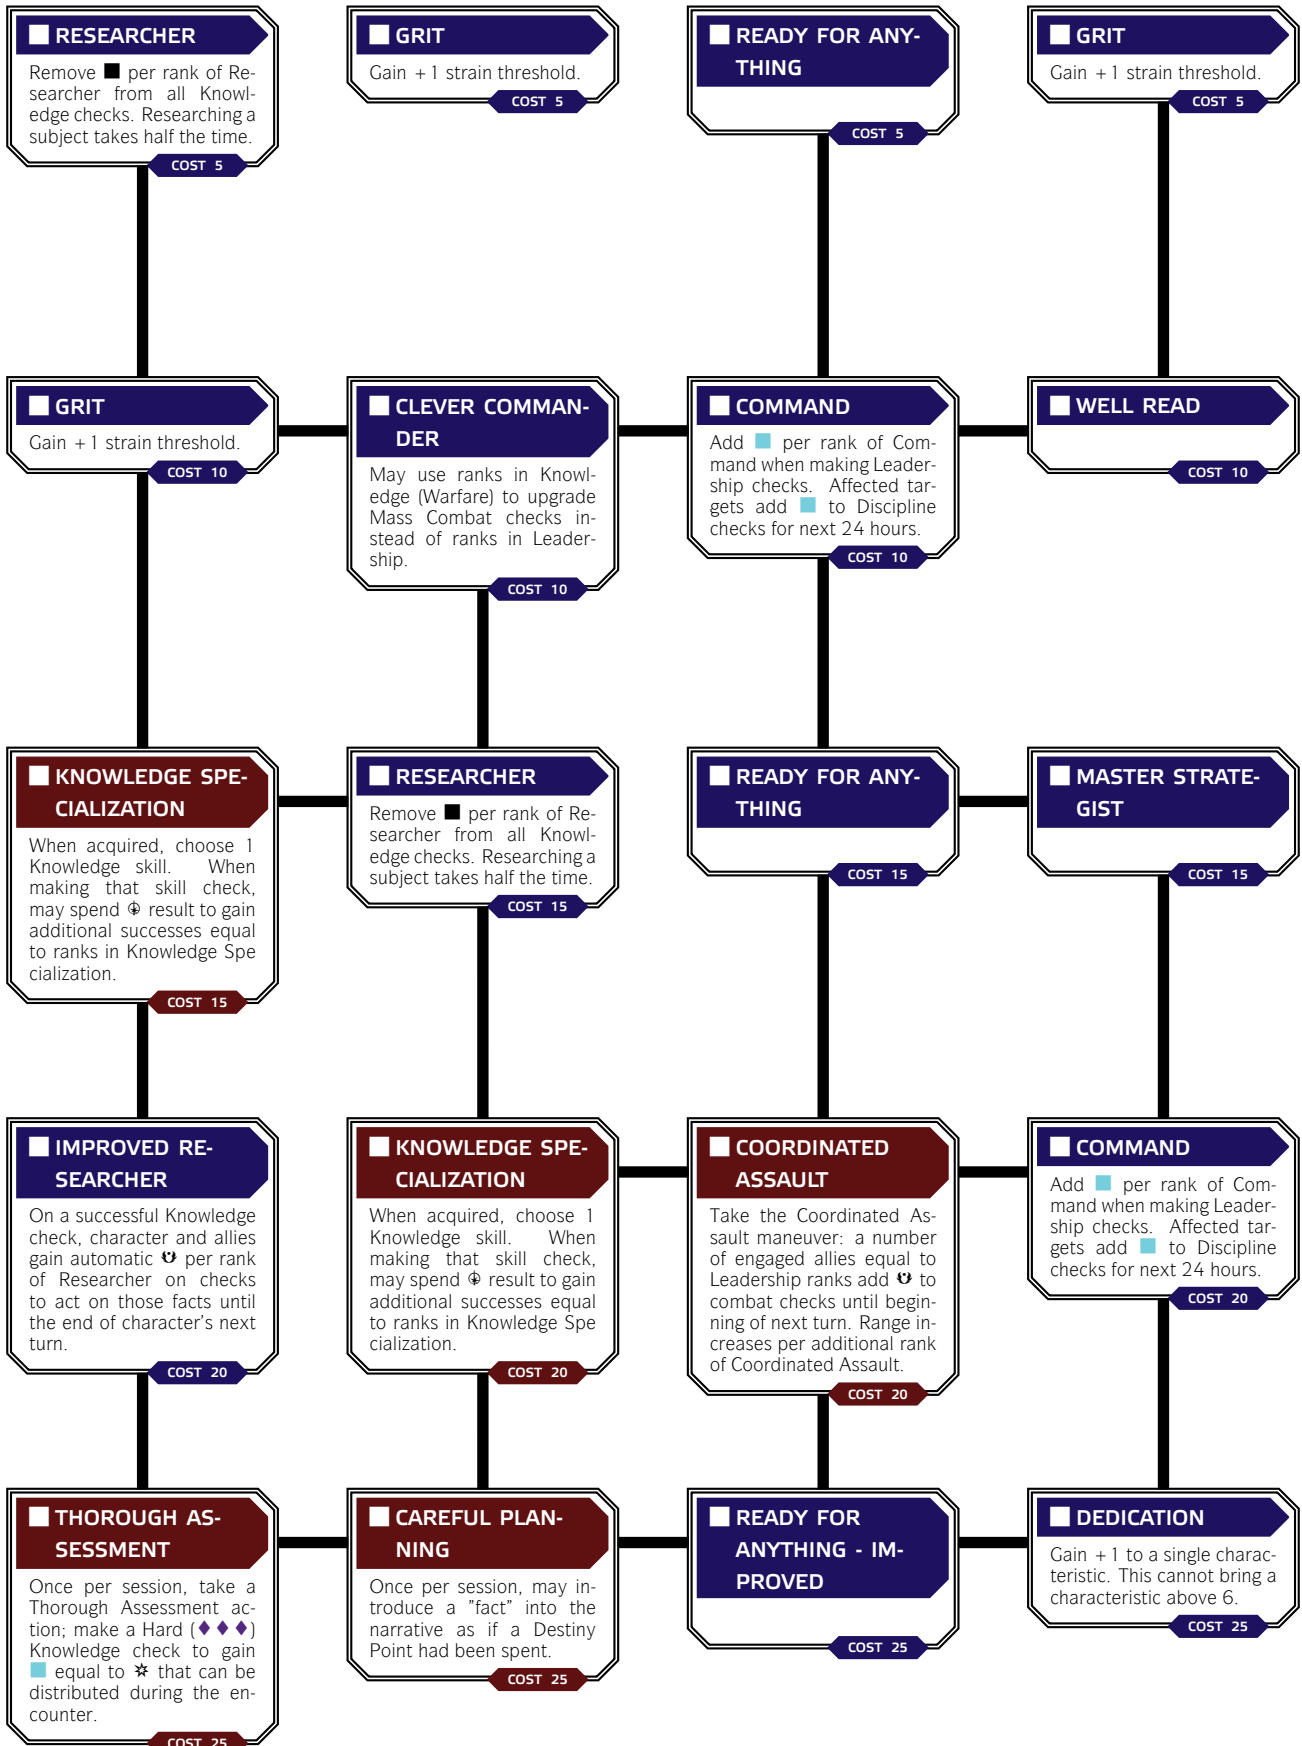 RESEARCHER
Remove ■ per rank of Re-
searcher from all Knowl-
edge checks. Researching a
subject takes half the time.
COST 5
GRIT
Gain +1 strain threshold.
COST 5
READY FOR ANY-
THING
COST 5
GRIT
Gain +1 strain threshold.
COST 5
GRIT
Gain +1 strain threshold.
COST 10
CLEVER COMMAN-
DER
May use ranks in Knowl-
edge (Warfare) to upgrade
Mass Combat checks in-
stead of ranks in Leader-
ship.
COST 10
COMMAND
Add ■ per rank of Com-
mand when making Leader-
ship checks. Affected tar-
gets add ■ to Discipline
checks for next 24 hours.
COST 10
WELL READ
COST 10
KNOWLEDGE SPE-
CIALIZATION
When acquired, choose 1
Knowledge skill. When
making that skill check,
may spend result to gain
additional successes equal
to ranks in Knowledge Spe
cialization.
COST 15
RESEARCHER
Remove ■ per rank of Re-
searcher from all Knowl-
edge checks. Researching a
subject takes half the time.
COST 15
READY FOR ANY-
THING
COST 15
MASTER STRATE-
GIST
COST 15
IMPROVED RE-
SEARCHER
On a successful Knowledge
check, character and allies
gain automatic per rank
of Researcher on checks
to act on those facts until
the end of character's next
turn.
COST 20
KNOWLEDGE SPE-
CIALIZATION
When acquired, choose 1
Knowledge skill. When
making that skill check,
may spend result to gain
additional successes equal
to ranks in Knowledge Spe
cialization.
COST 20
COORDINATED
ASSAULT
Take the Coordinated As-
sault maneuver: a number
of engaged allies equal to
Leadership ranks add to
combat checks until begin-
ning of next turn. Range in-
creases per additional rank
of Coordinated Assault.
COST 20
COMMAND
Add ■ per rank of Com-
mand when making Leader-
ship checks. Affected tar-
gets add ■ to Discipline
checks for next 24 hours.
COST 20
THOROUGH AS-
SESSMENT
Once per session, take a
Thorough Assessment ac-
tion; make a Hard (♦♦♦)
Knowledge check to gain
■ equal to that can be
distributed during the en-
counter.
COST 25
CAREFUL PLAN-
NING
Once per session, may in-
troduce a "fact" into the
narrative as if a Destiny
Point had been spent.
COST 25
READY FOR
ANYTHING - IM-
PROVED
COST 25
DEDICATION
Gain +1 to a single charac-
teristic. This cannot bring a
characteristic above 6.
COST 25